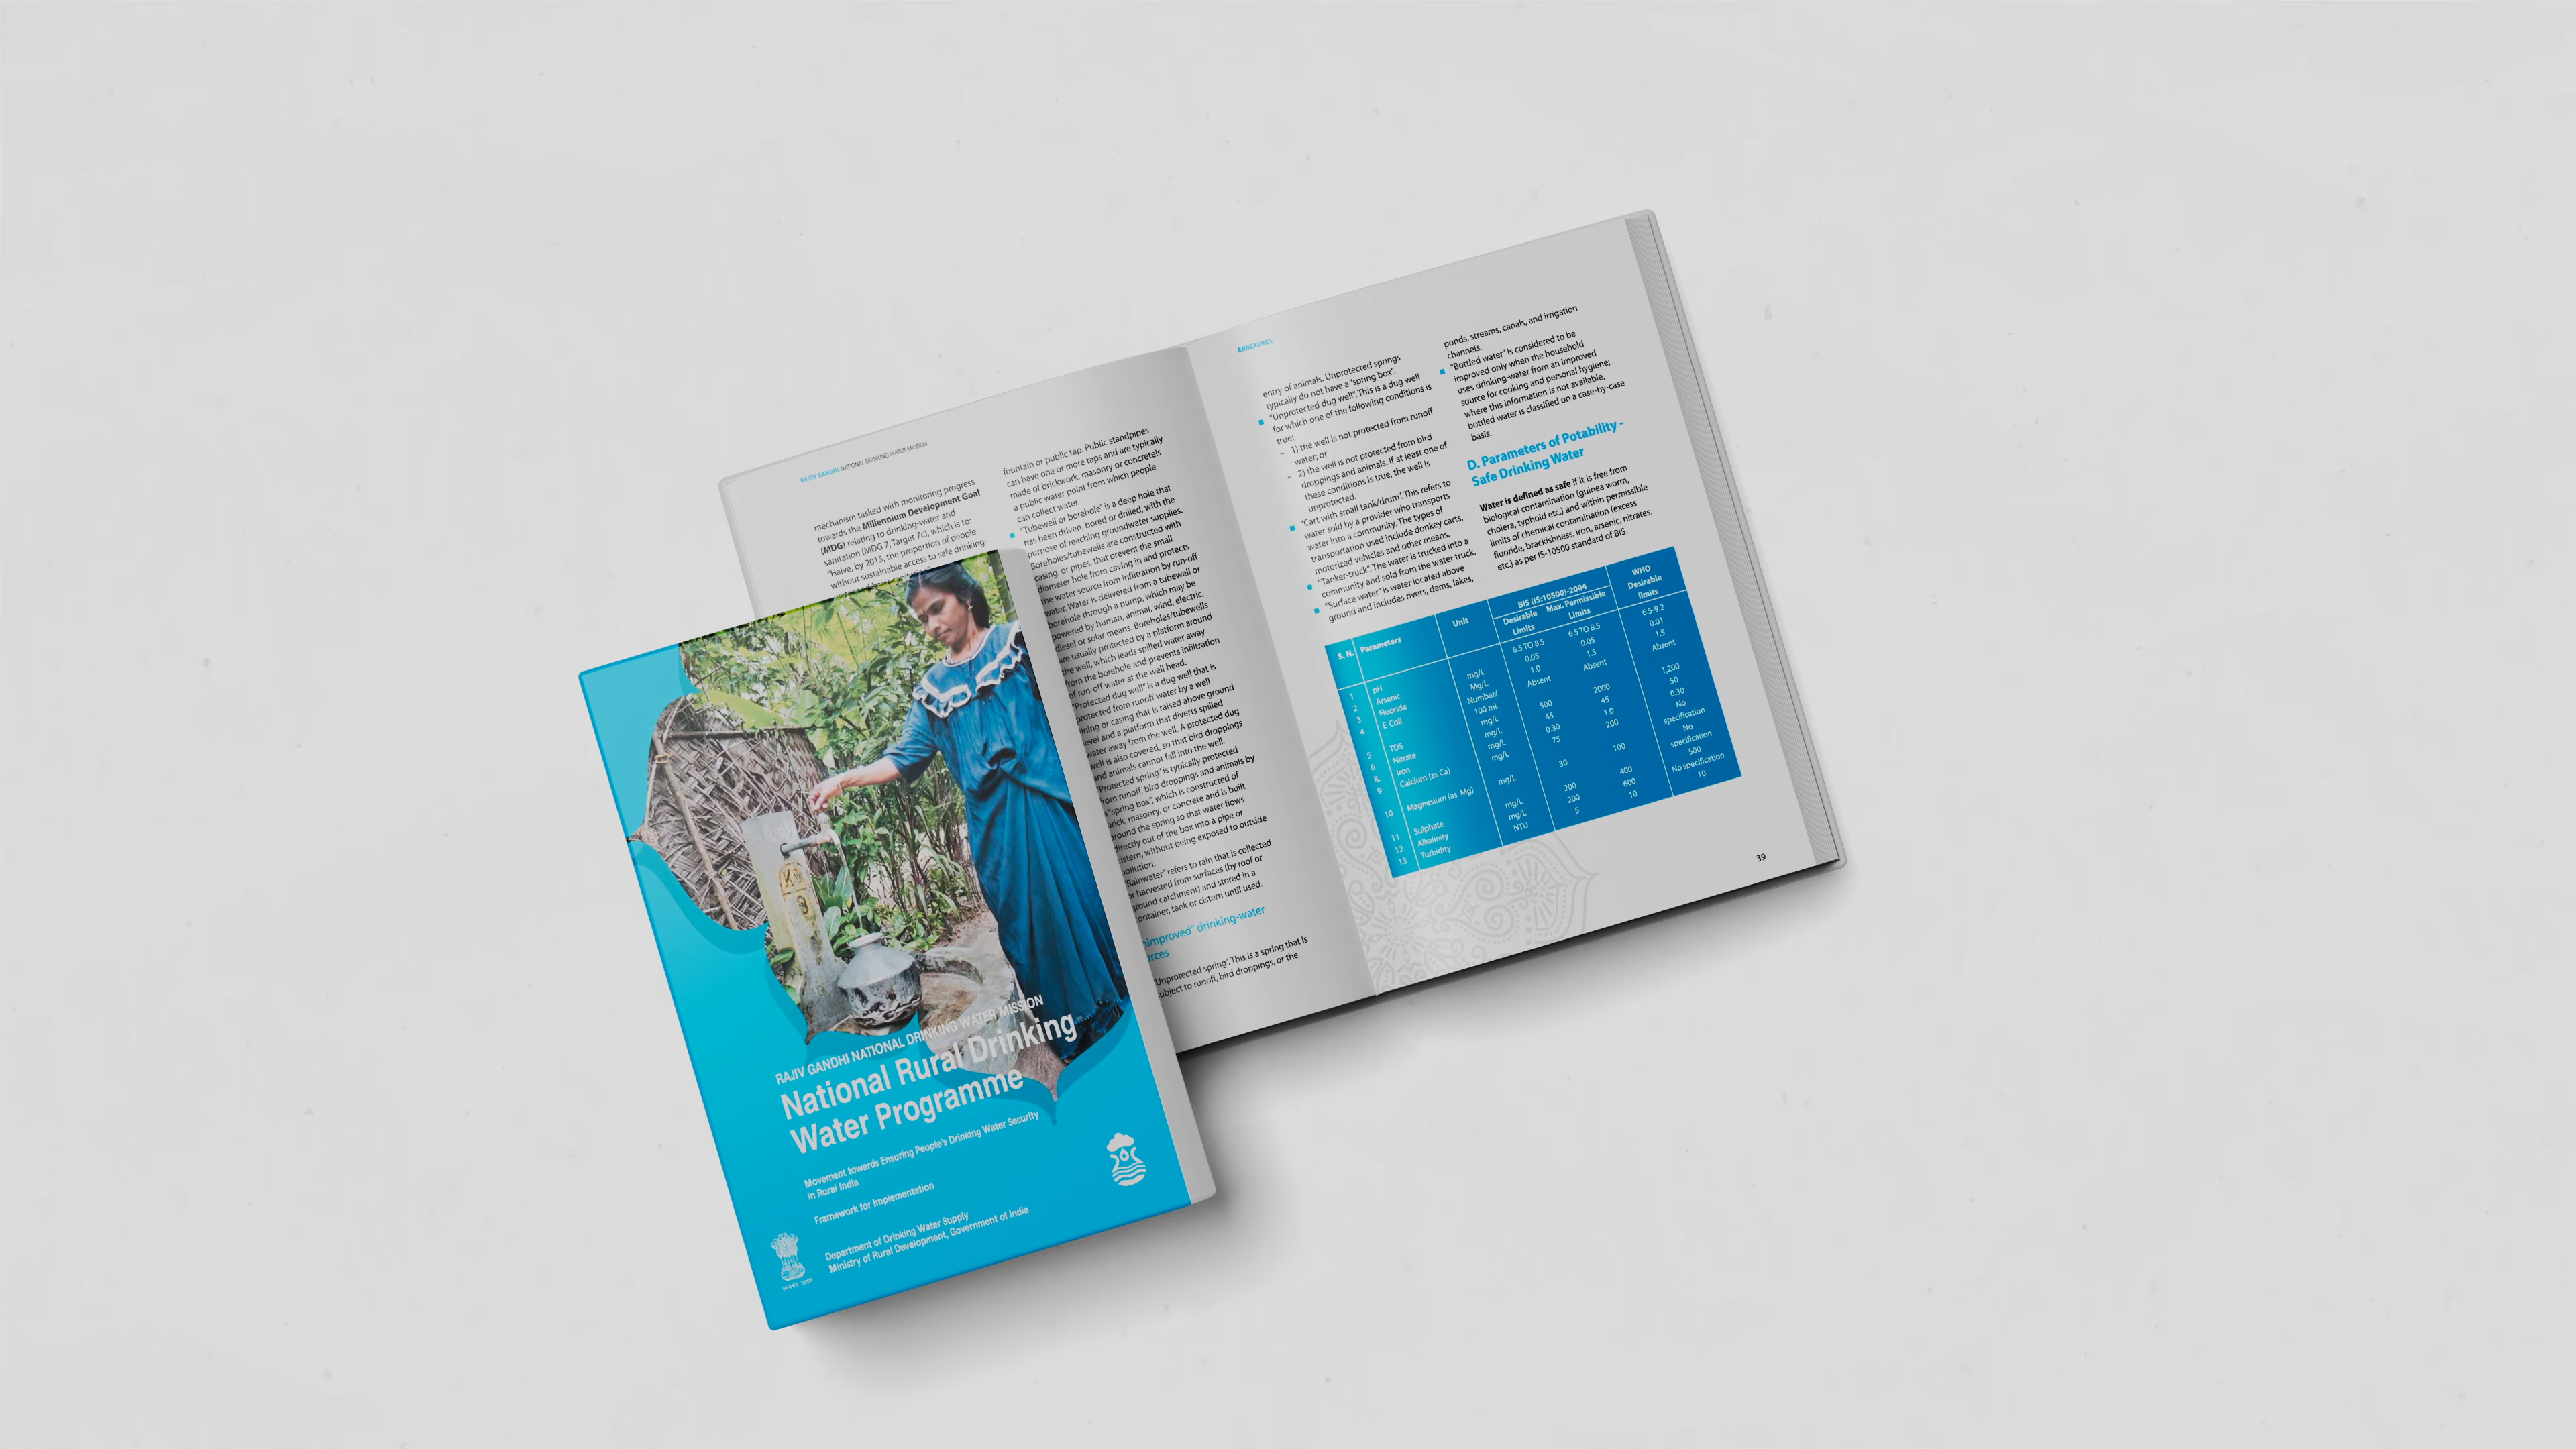 RAJIV GANDHI NATIONAL DRINKING WATER MISSION
mechanism tasked with monitoring progress
towards the Millennium Development Goal
(MDG) relating to drinking-water and
sanitation (MDG 7, Target 7c), which is to:
"Halve, by 2015, the proportion of people
without sustainable access to safe drinking-
fountain or public tap. Public standpipes
can have one or more taps and are typically
made of brickwork, masonry or concreteis
a public water point from which people
can collect water.
"Tubewell or borehole" is a deep hole that
has been driven, bored or drilled, with the
purpose of reaching groundwater supplies.
Boreholes/tubewells are constructed with
casing, or pipes, that prevent the small
diameter hole from caving in and protects
the water source from infiltration by run-off
water. Water is delivered from a tubewell or
borehole through a pump, which may be
powered by human, animal, wind, electric,
diesel or solar means. Boreholes/tubewells
are usually protected by a platform around
the well, which leads spilled water away
from the borehole and prevents infiltration
of run-off water at the well head.
"Protected dug well" is a dug well that is
protected from runoff water by a well
lining or casing that is raised above ground
level and a platform that diverts spilled
water away from the well. A protected dug
well is also covered, so that bird droppings
and animals cannot fall into the well.
"Protected spring" is typically protected
from runoff, bird droppings and animals by
a "spring box", which is constructed of
brick, masonry, or concrete and is built
around the spring so that water flows
directly out of the box into a pipe or
cistern, without being exposed to outside
pollution.
"Rainwater" refers to rain that is collected
or harvested from surfaces (by roof or
ground catchment) and stored in a
container, tank or cistern until used.
drinking-water
"Unprotected spring". This is a spring that is
subject to runoff, bird droppings, or the
ANNEXURES
entry of animals. Unprotected springs
typically do not have a "spring box".
"Unprotected dug well". This is a dug well
for which one of the following conditions is
true:
– 1) the well is not protected from runoff
water; or
– 2) the well is not protected from bird
droppings and animals. If at least one of
these conditions is true, the well is
unprotected.
"Cart with small tank/drum". This refers to
water sold by a provider who transports
water into a community. The types of
transportation used include donkey carts,
motorized vehicles and other means.
"Tanker-truck". The water is trucked into a
community and sold from the water truck.
"Surface water" is water located above
ground and includes rivers, dams, lakes,
ponds, streams, canals, and irrigation
channels.
"Bottled water" is considered to be
improved only when the household
uses drinking-water from an improved
source for cooking and personal hygiene;
where this information is not available,
bottled water is classified on a case-by-case
basis.
D. Parameters of Potability -
Safe Drinking Water
Water is defined as safe if it is free from
biological contamination (guinea worm,
cholera, typhoid etc.) and within permissible
limits of chemical contamination (excess
fluoride, brackishness, iron, arsenic, nitrates,
etc.) as per IS-10500 standard of BIS.
S. N. Parameters Unit BIS (IS:10500)-2004 WHO Desirable limits
Desirable Limits Max. Permissible Limits
1 pH 6.5 TO 8.5 6.5 TO 8.5 6.5-9.2
2 Arsenic mg/L 0.05 0.05 0.01
3 Fluoride Mg/L 1.0 1.5 1.5
4 E Coli Number/ 100 ml. Absent Absent Absent
5 TDS mg/L 500 2000 1,200
6 Nitrate mg/L 45 45 50
8. Iron mg/L 0.30 1.0 0.30
9 Calcium (as Ca) mg/L 75 200 No specification
10 Magnesium (as Mg) mg/L 30 100 No specification
11 Sulphate mg/L 200 400 500
12 Alkalinity mg/L 200 600 No specification
13 Turbidity NTU 5 10 10
39
RAJIV GANDHI NATIONAL DRINKING WATER MISSION
National Rural Drinking
Water Programme
Movement towards Ensuring People's Drinking Water Security
in Rural India
Framework for Implementation
Department of Drinking Water Supply
Ministry of Rural Development, Government of India
सत्यमेव जयते